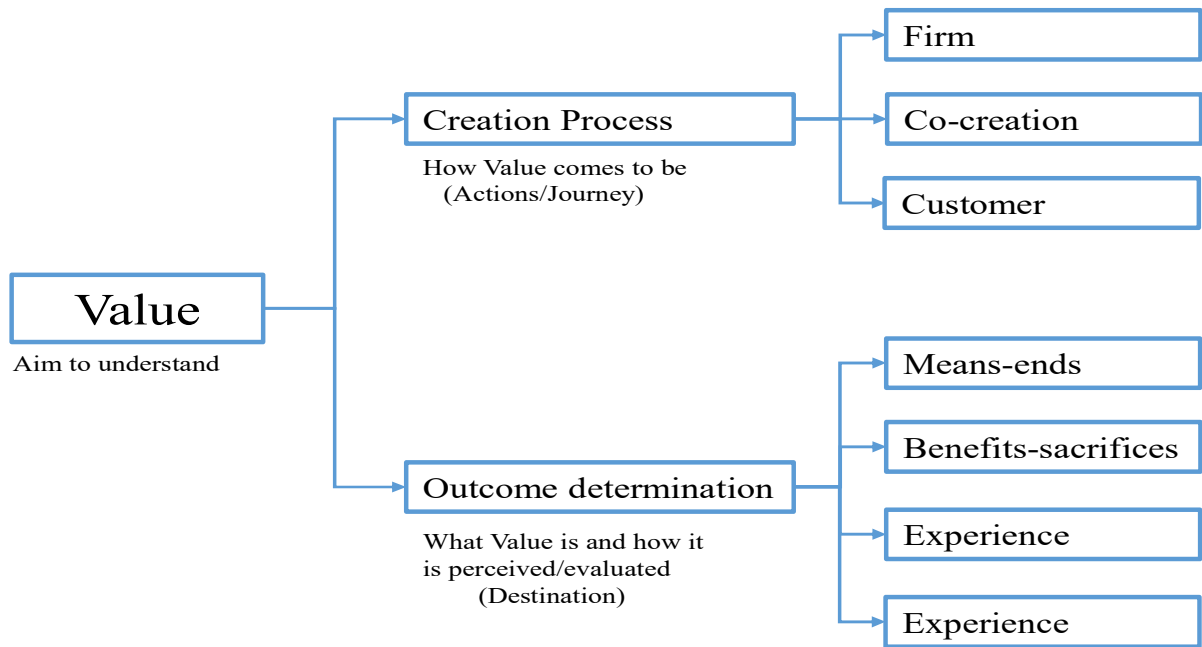 Value
Aim to understand
Creation Process
How Value comes to be
(Actions/Journey)
Firm
Co-creation
Customer
Outcome determination
What Value is and how it
is perceived/evaluated
(Destination)
Means-ends
Benefits-sacrifices
Experience
Experience